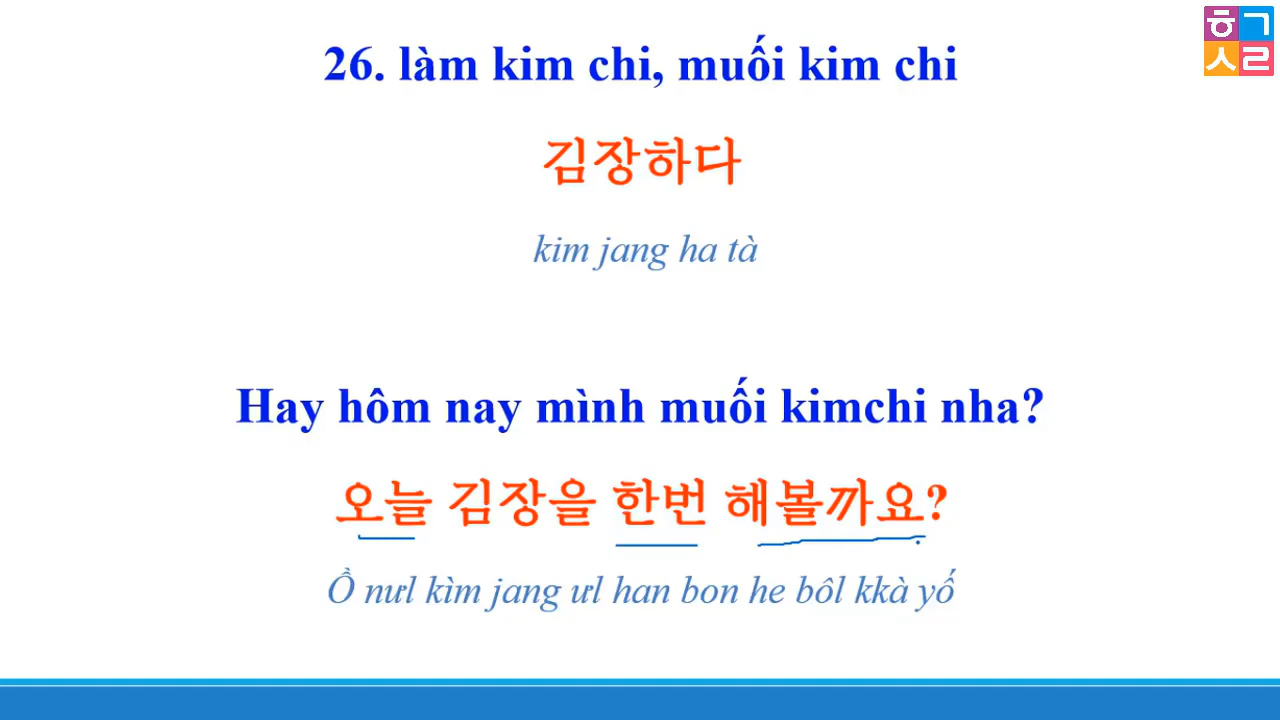 ㅎㄱ
ㅅㄹ
26. làm kim chi, muối kim chi
김장하다
kim jang ha tà
Hay hôm nay mình muối kimchi nha?
오늘 김장을 한번 해볼까요?
Ồ nưl kìm jang ưl han bon he bôl kkà yố